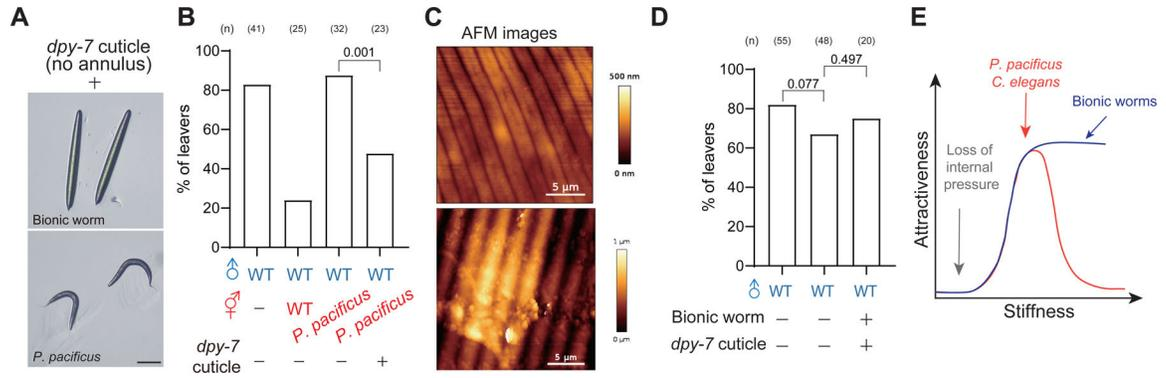 A
dpy-7 cuticle
(no annulus)
+
Bionic worm
P. pacificus
B
(n) (41) (25) (32) (23)
0.001
100
80
60
40
20
0
% of leavers
♂ WT WT WT WT
⚥ – WT P. pacificus P. pacificus
dpy-7
cuticle – – – +
C
AFM images
500 nm
0 nm
5 µm
1 µm
0 µm
5 µm
D
(n) (55) (48) (20)
0.497
0.077
100
80
60
40
20
0
% of leavers
♂ WT WT WT
Bionic worm – – +
dpy-7 cuticle – – +
E
P. pacificus
C. elegans
Bionic worms
Loss of
internal
pressure
Attractiveness
Stiffness